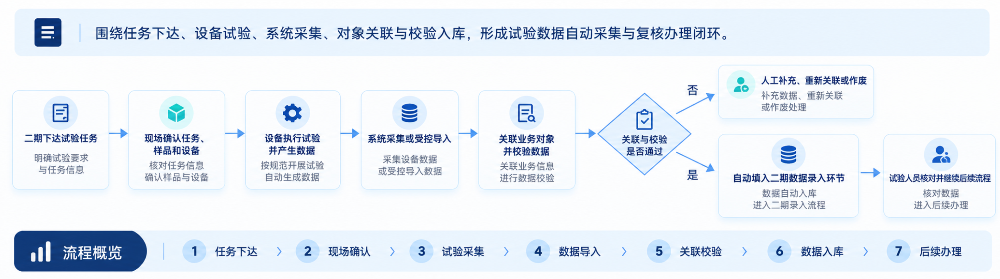 围绕任务下达、设备试验、系统采集、对象关联与校验入库，形成试验数据自动采集与复核办理闭环。
二期下达试验任务
明确试验要求
与任务信息
现场确认任务、
样品和设备
核对任务信息
确认样品与设备
设备执行试验
并产生数据
按规范开展试验
自动生成数据
系统采集或受控导入
采集设备数据
或受控导入数据
关联业务对象
并校验数据
关联业务信息
进行数据校验
关联与校验
是否通过
否
人工补充、重新关联或作废
补充数据、重新关联
或作废处理
是
自动填入二期数据录入环节
数据自动入库
进入二期录入流程
试验人员核对并继续后续流程
核对数据
进入后续办理
流程概览
1 任务下达
2 现场确认
3 试验采集
4 数据导入
5 关联校验
6 数据入库
7 后续办理